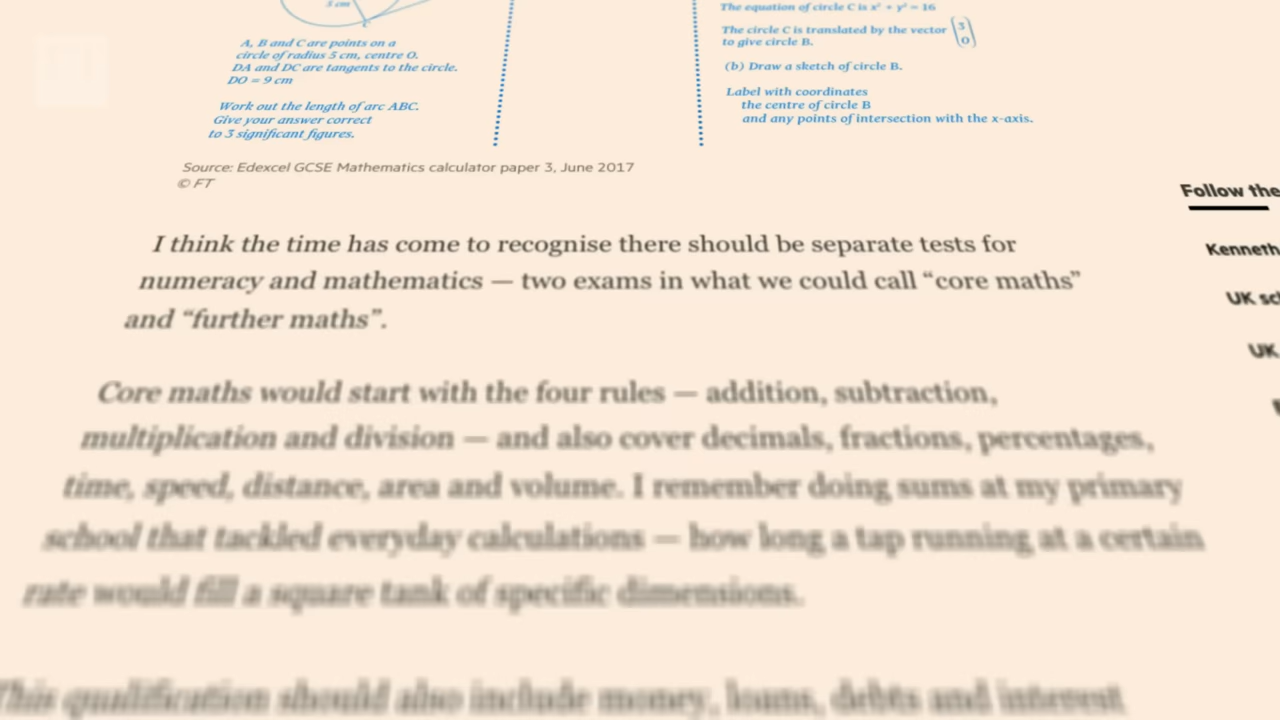 5 cm
C
A, B and C are points on a
circle of radius 5 cm, centre O.
DA and DC are tangents to the circle.
DO = 9 cm
Work out the length of arc ABC.
Give your answer correct
to 3 significant figures.
The equation of circle C is x² + y² = 16
The circle C is translated by the vector (3 0)
to give circle B.
(b) Draw a sketch of circle B.
Label with coordinates
the centre of circle B
and any points of intersection with the x-axis.
Source: Edexcel GCSE Mathematics calculator paper 3, June 2017
© FT
Follow the
Kenneth
UK sch
UK
I think the time has come to recognise there should be separate tests for
numeracy and mathematics — two exams in what we could call “core maths”
and “further maths”.
Core maths would start with the four rules — addition, subtraction,
multiplication and division — and also cover decimals, fractions, percentages,
time, speed, distance, area and volume. I remember doing sums at my primary
school that tackled everyday calculations — how long a tap running at a certain
rate would fill a square tank of specific dimensions.
This qualification should also include money, loans, debts and interest